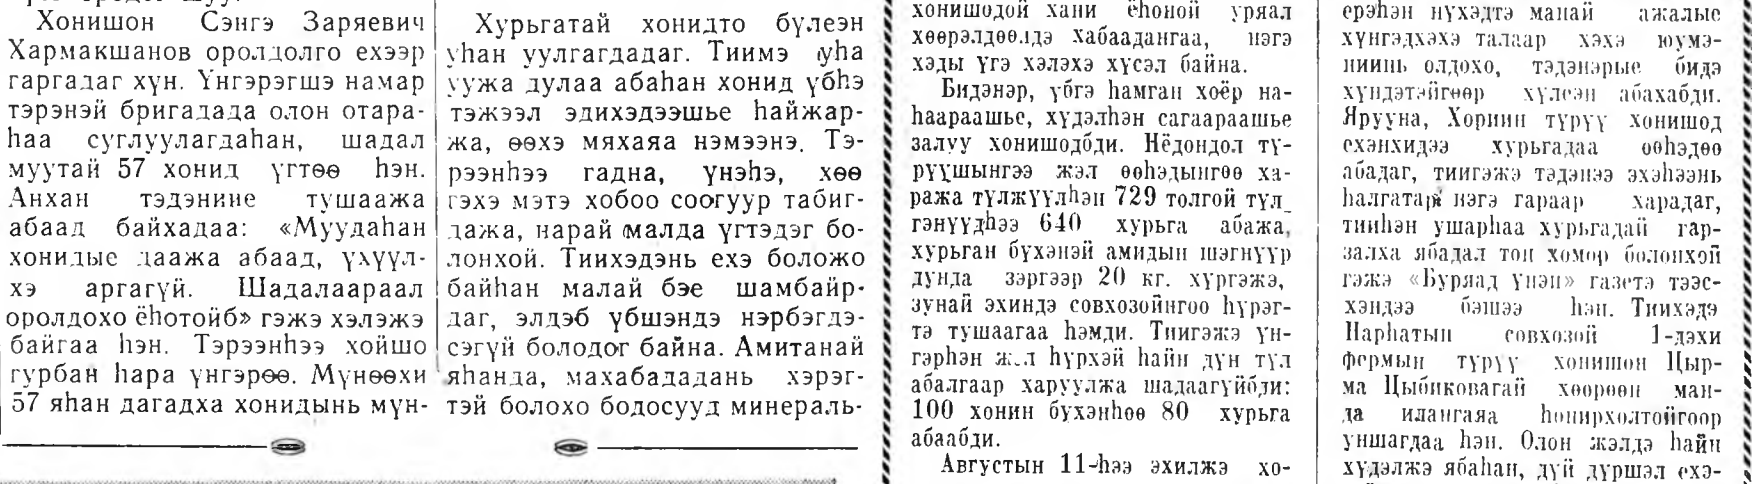 Хонишон Сэнгэ Заряевич
Хармакшанов оролдолго ехээр
гаргадаг хүн. Үнгэрэгшэ намар
тэрэнэй бригадада олон отара-
һаа суглуулагдаһан, шадал
муутай 57 хонид үгтөө һэн.
Анхан тэдэниие тушаажа
абаад байхадаа: «Муудаһан
хонидые даажа абаад, үхүүл-
хэ аргагүй. Шадалаараал
оролдохо ёһотойб» гэжэ хэлэжэ
байгаа һэн. Тэрээнһээ хойшо
гурбан һара үнгэрөө. Мүнөөхи
57 яһан дагадха хонидынь мүн-
Хурьгатай хонидто бүлеэн
уһан уулгагдадаг. Тиимэ уһа
уужа дулаа абаһан хонид үбһэ
тэжээл эдихэдээшье һайжар-
жа, өөхэ мяхаяа нэмээнэ. Тэ-
рээнһээ гадна, үнэһэ, хөө
гэхэ мэтэ хобоо соогуур табиг-
дажа, нарай малда үгтэдэг бо-
лонхой. Тиихэдэнь ехэ боложо
байһан малай бэе шамбайр-
даг, элдэб үбшэндэ нэрбэгдэ-
сэгүй болодог байна. Амитанай
яһанда, махабададань хэрэг-
тэй болохо бодосууд минераль-
хонишодой хани ёһоной уряал
хөөрэлдөөндэ хабаадангаа, нэгэ
хэды үгэ хэлэхэ хүсэл байна.
Бидэнэр, үбгэ һамган хоёр на-
һаараашье, хүдэлһэн сагаараашье
залуу хонишодбди. Нёдондол тү-
рүүшынгээ жэл өөһэдынгөө ха-
ража түлжүүлһэн 729 толгой түл
гэнүүдһээ 640 хурьга абажа,
хурьган бүхэнэй амидын шэгнүүр
дунда зэргээр 20 кг. хүргэжэ,
зунай эхиндэ совхозойнгоо һүрэг-
тэ тушаагаа һэмди. Тиигэжэ үн-
гэрһэн жэл һүрхэй һайн дүн түл
абалгаар харуулжа шадаагүйбди:
100 хонин бүхэнһөө 80 хурьга
абаабди.
Августын 11-һээ эхилжэ хо-
ерэһэн нүхэдтэ манай ажалые
хүнгэдхэхэ талаар хэхэ юумэ-
ниинь олдохо, тэдэнэрые бидэ
хүндэтэйгөөр хүлеэн абахабди.
Яруунa, Хориин түрүү хонишод
ехэнхидээ хурьгадаа өөһэдөө
абадаг, тиигэжэ тэдэнээ эхэһээнь
һалгатарй нэгэ гараар харадаг,
тииһэн ушарһаа хурьгадай гар-
залха ябадал тон хомор болонхой
гэжэ «Буряад үнэн» газетэ тээс-
хэндээ бэшээ һэн. Тиихэдэ
Нарһатын совхозой 1-дэхи
фермын түрүү хонишон Цыр-
ма Цыбиковагай хөөрөөн ман-
да илангаяа һонирхолтойгоор
уншагдаа һэн. Олон жэлдэ һайн
хүдэлжэ ябаһан, дүй дүршэл ехэ-